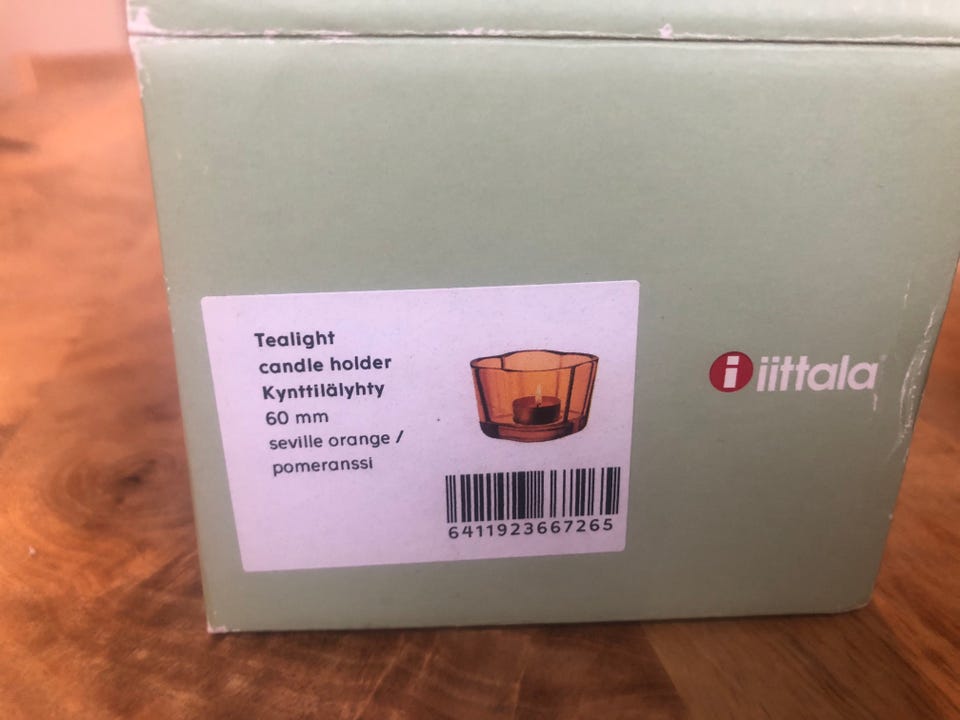 Tealight
candle holder
Kynttilälyhty
60 mm
seville orange /
pomeranssi
6411923667265
i iittala